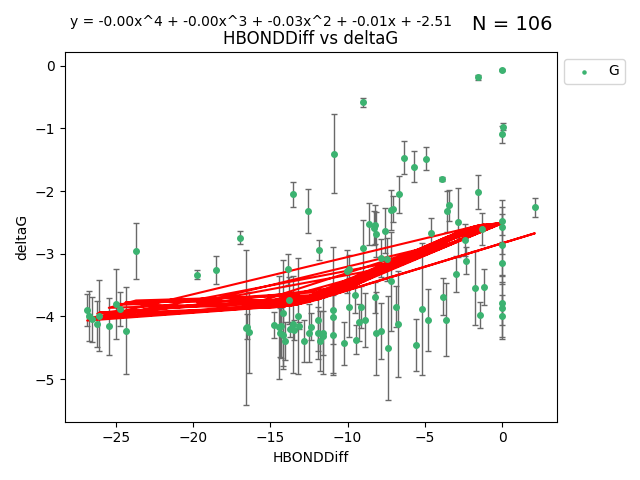 y = -0.00x^4 + -0.00x^3 + -0.03x^2 + -0.01x + -2.51
N = 106
HBONDDiff vs deltaG
G
deltaG
0
−1
−2
−3
−4
−5
−25
−20
−15
−10
−5
0
HBONDDiff